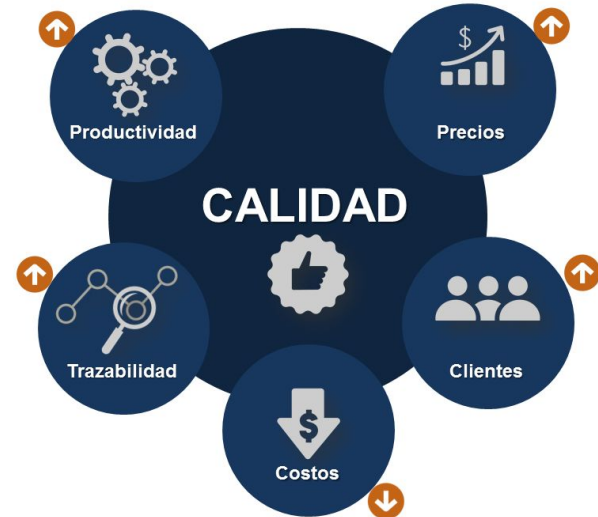 Productividad
$
Precios
CALIDAD
Trazabilidad
Clientes
$
Costos